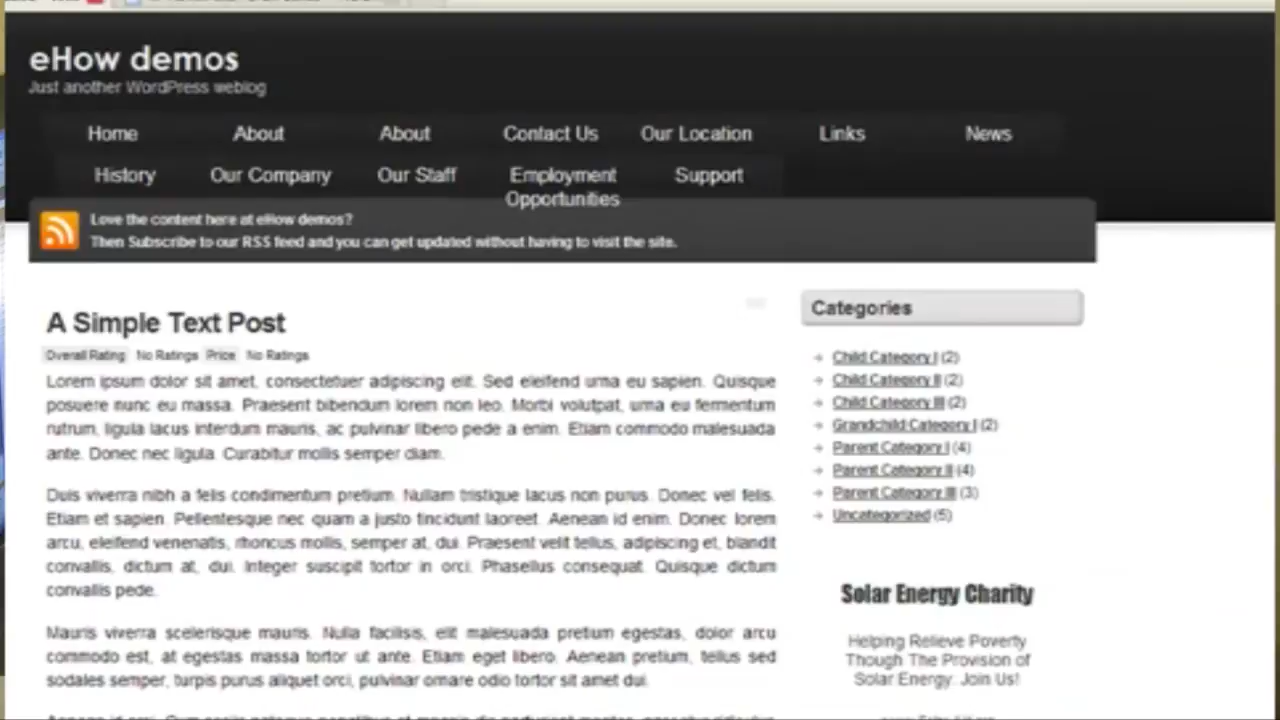 eHow demos
Just another WordPress weblog
Home About About Contact Us Our Location Links News
History Our Company Our Staff Employment Opportunities Support
Love the content here at eHow demos?
Then Subscribe to our RSS feed and you can get updated without having to visit the site.
A Simple Text Post
Overall Rating No Ratings Price No Ratings
Lorem ipsum dolor sit amet, consectetuer adipiscing elit. Sed eleifend urna eu sapien. Quisque
posuere nunc eu massa. Praesent bibendum lorem non leo. Morbi volutpat, urna eu fermentum
rutrum, ligula lacus interdum mauris, ac pulvinar libero pede a enim. Etiam commodo malesuada
ante. Donec nec ligula. Curabitur mollis semper diam.
Duis viverra nibh a felis condimentum pretium. Nullam tristique lacus non purus. Donec vel felis.
Etiam et sapien. Pellentesque nec quam a justo tincidunt laoreet. Aenean id enim. Donec lorem
arcu, eleifend venenatis, rhoncus mollis, semper at, dui. Praesent velit tellus, adipiscing et, blandit
convallis, dictum at, dui. Integer suscipit tortor in orci. Phasellus consequat. Quisque dictum
convallis pede.
Mauris viverra scelerisque mauris. Nulla facilisis, elit malesuada pretium egestas, dolor arcu
commodo est, at egestas massa tortor ut ante. Etiam eget libero. Aenean pretium, tellus sed
sodales semper, turpis purus aliquet orci, pulvinar ornare odio tortor sit amet dui.
Categories
Child Category I (2)
Child Category II (2)
Child Category III (2)
Grandchild Category I (2)
Parent Category I (4)
Parent Category II (4)
Parent Category III (3)
Uncategorized (5)
Solar Energy Charity
Helping Relieve Poverty
Though The Provision of
Solar Energy. Join Us!